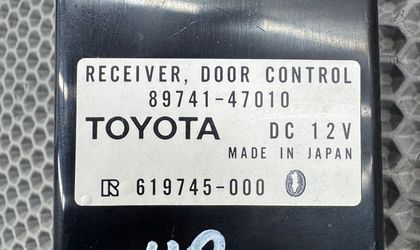 RECEIVER, DOOR CONTROL
89741-47010
TOYOTA DC 12V
MADE IN JAPAN
R 619745-000